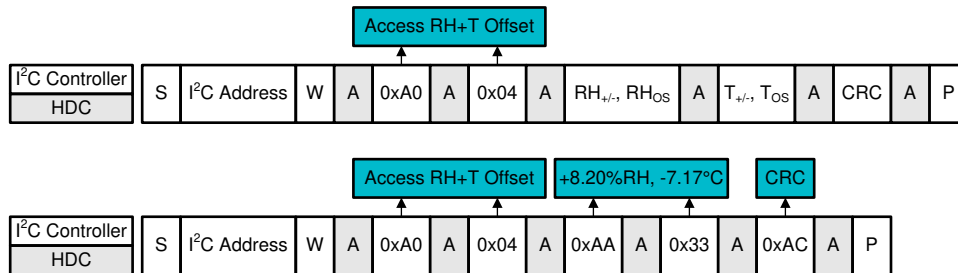 Access RH+T Offset
I²C Controller
HDC
S I²C Address W A 0xA0 A 0x04 A RH+/-, RHOS A T+/-, TOS A CRC A P
Access RH+T Offset +8.20%RH, -7.17°C CRC
I²C Controller
HDC
S I²C Address W A 0xA0 A 0x04 A 0xAA A 0x33 A 0xAC A P